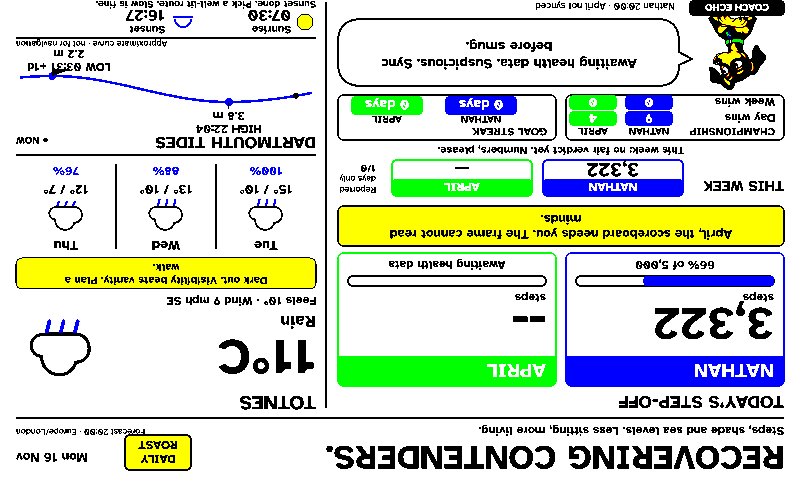 RECOVERING CONTENDERS.
Steps, shade and sea levels. Less sitting, more living.
DAILY
ROAST
Mon 16 Nov
Forecast 20:00 · Europe/London
TODAY'S STEP-OFF
NATHAN
3,322
steps
66% of 5,000
APRIL
--
steps
Awaiting health data
April, the scoreboard needs you. The frame cannot read
minds.
THIS WEEK
NATHAN
3,322
APRIL
—
Reported
days only
1/0
This week: no fair verdict yet. Numbers, please.
CHAMPIONSHIP
NATHAN
APRIL
Day wins
9
4
Week wins
0
0
GOAL STREAK
NATHAN
0 days
APRIL
0 days
COACH ECHO
Awaiting health data. Suspicious. Sync
before smug.
Nathan 20:00 · April not synced
TOTNES
11°C
Rain
Feels 10° · Wind 9 mph SE
Dark out. Visibility beats vanity. Plan a
walk.
Tue
15° / 10°
100%
Wed
13° / 10°
88%
Thu
12° / 7°
76%
DARTMOUTH TIDES
• NOW
HIGH 22:04
3.8 m
LOW 03:31 +1d
2.2 m
Approximate curve · not for navigation
Sunrise
07:30
Sunset
16:27
Sunset done. Pick a well-lit route. Slow is fine.